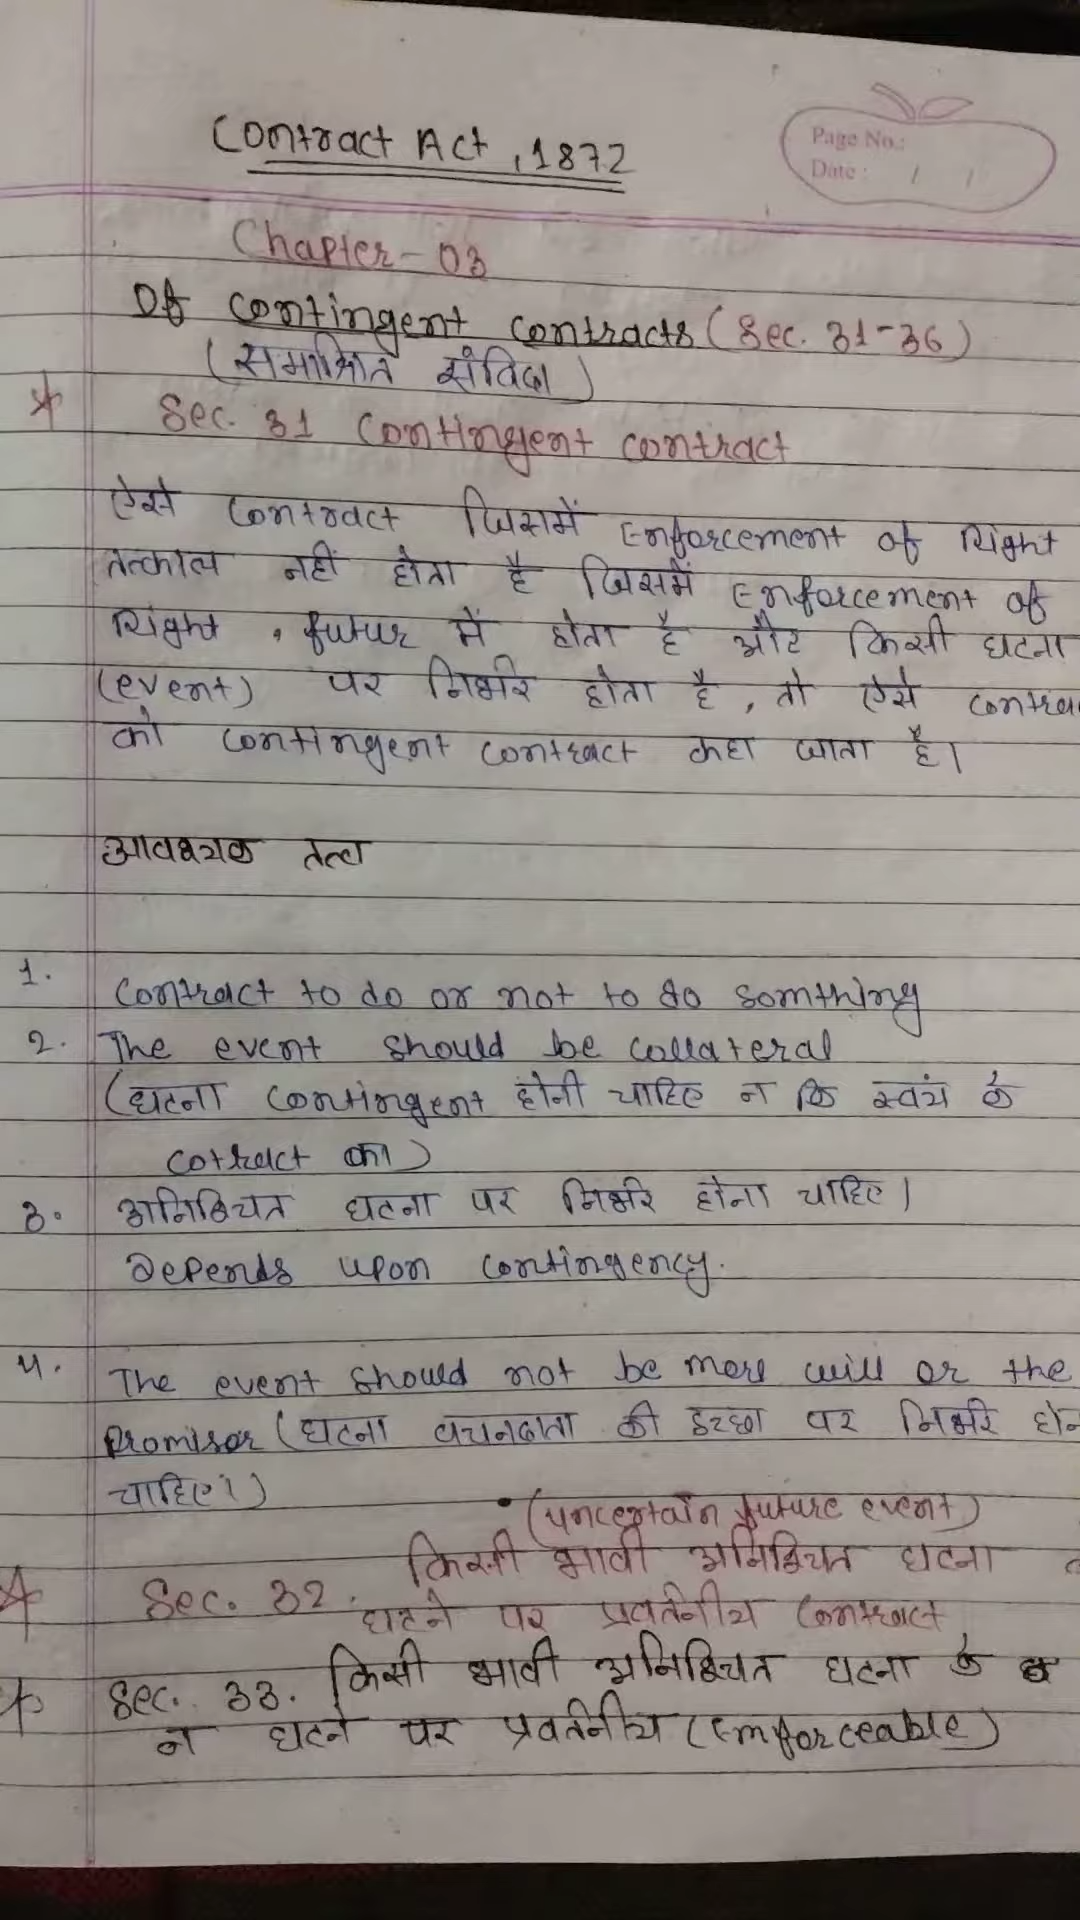 Contract Act, 1872
Page No.:
Date: / /
Chapter-03
Of contingent contracts (Sec. 31-36)
(समाश्रित संविदा)
Sec. 31 Contingent contract
ऐसे contract जिसमें Enforcement of Right
तत्काल नहीं होता है जिसमें Enforcement of
Right, futur में होता है और किसी घटना
(event) पर निर्भर होता है, तो ऐसे contra
को contingent contract कहा जाता है।
आवश्यक तत्व
1. Contract to do or not to do somthing
2. The event should be collateral
(घटना contingent होनी चाहिए न कि स्वयं के
cotract का)
3. अनिश्चित घटना पर निर्भर होना चाहिए।
Depends upon contingency.
4. The event should not be mere will or the
Promisor (घटना वचनदाता की इच्छा पर निर्भर होन
चाहिए।)
(uncertain future event)
किसी भावी अनिश्चित घटना
Sec. 32. घटने पर प्रवर्तनीय Contract
Sec. 33. किसी भावी अनिश्चित घटना के
न घटने पर प्रवर्तनीय (Emforceable)